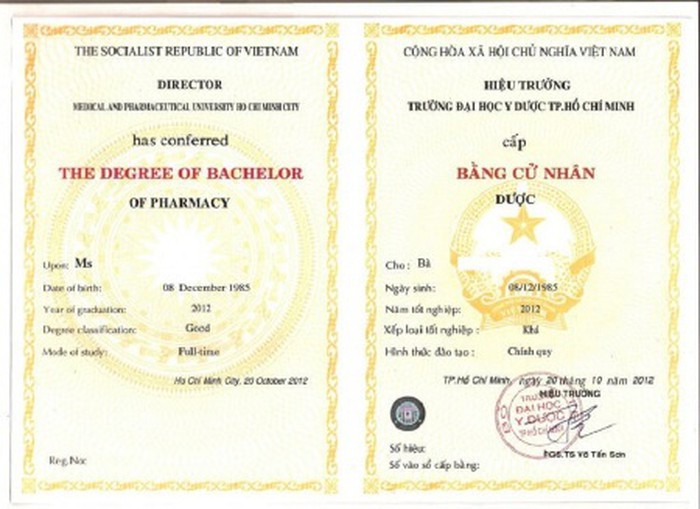 THE SOCIALIST REPUBLIC OF VIETNAM
DIRECTOR
MEDICAL AND PHARMACEUTICAL UNIVERSITY HO CHI MINH CITY
has conferred
THE DEGREE OF BACHELOR
OF PHARMACY
Upon: Ms
Date of birth: 08 December 1985
Year of graduation: 2012
Degree classification: Good
Mode of study: Full-time
Ho Chi Minh City, 20 October 2012
Reg.No:
CỘNG HÒA XÃ HỘI CHỦ NGHĨA VIỆT NAM
HIỆU TRƯỞNG
TRƯỜNG ĐẠI HỌC Y DƯỢC TP.HỒ CHÍ MINH
cấp
BẰNG CỬ NHÂN
DƯỢC
Cho: Bà
Ngày sinh: 08/12/1985
Năm tốt nghiệp: 2012
Xếp loại tốt nghiệp: Khá
Hình thức đào tạo: Chính quy
TP.Hồ Chí Minh, ngày 20 tháng 10 năm 2012
HIỆU TRƯỞNG
TRƯỜNG
ĐẠI HỌC
Y DƯỢC
Số hiệu:
PGS.TS Võ Tấn Sơn
Số vào sổ cấp bằng: